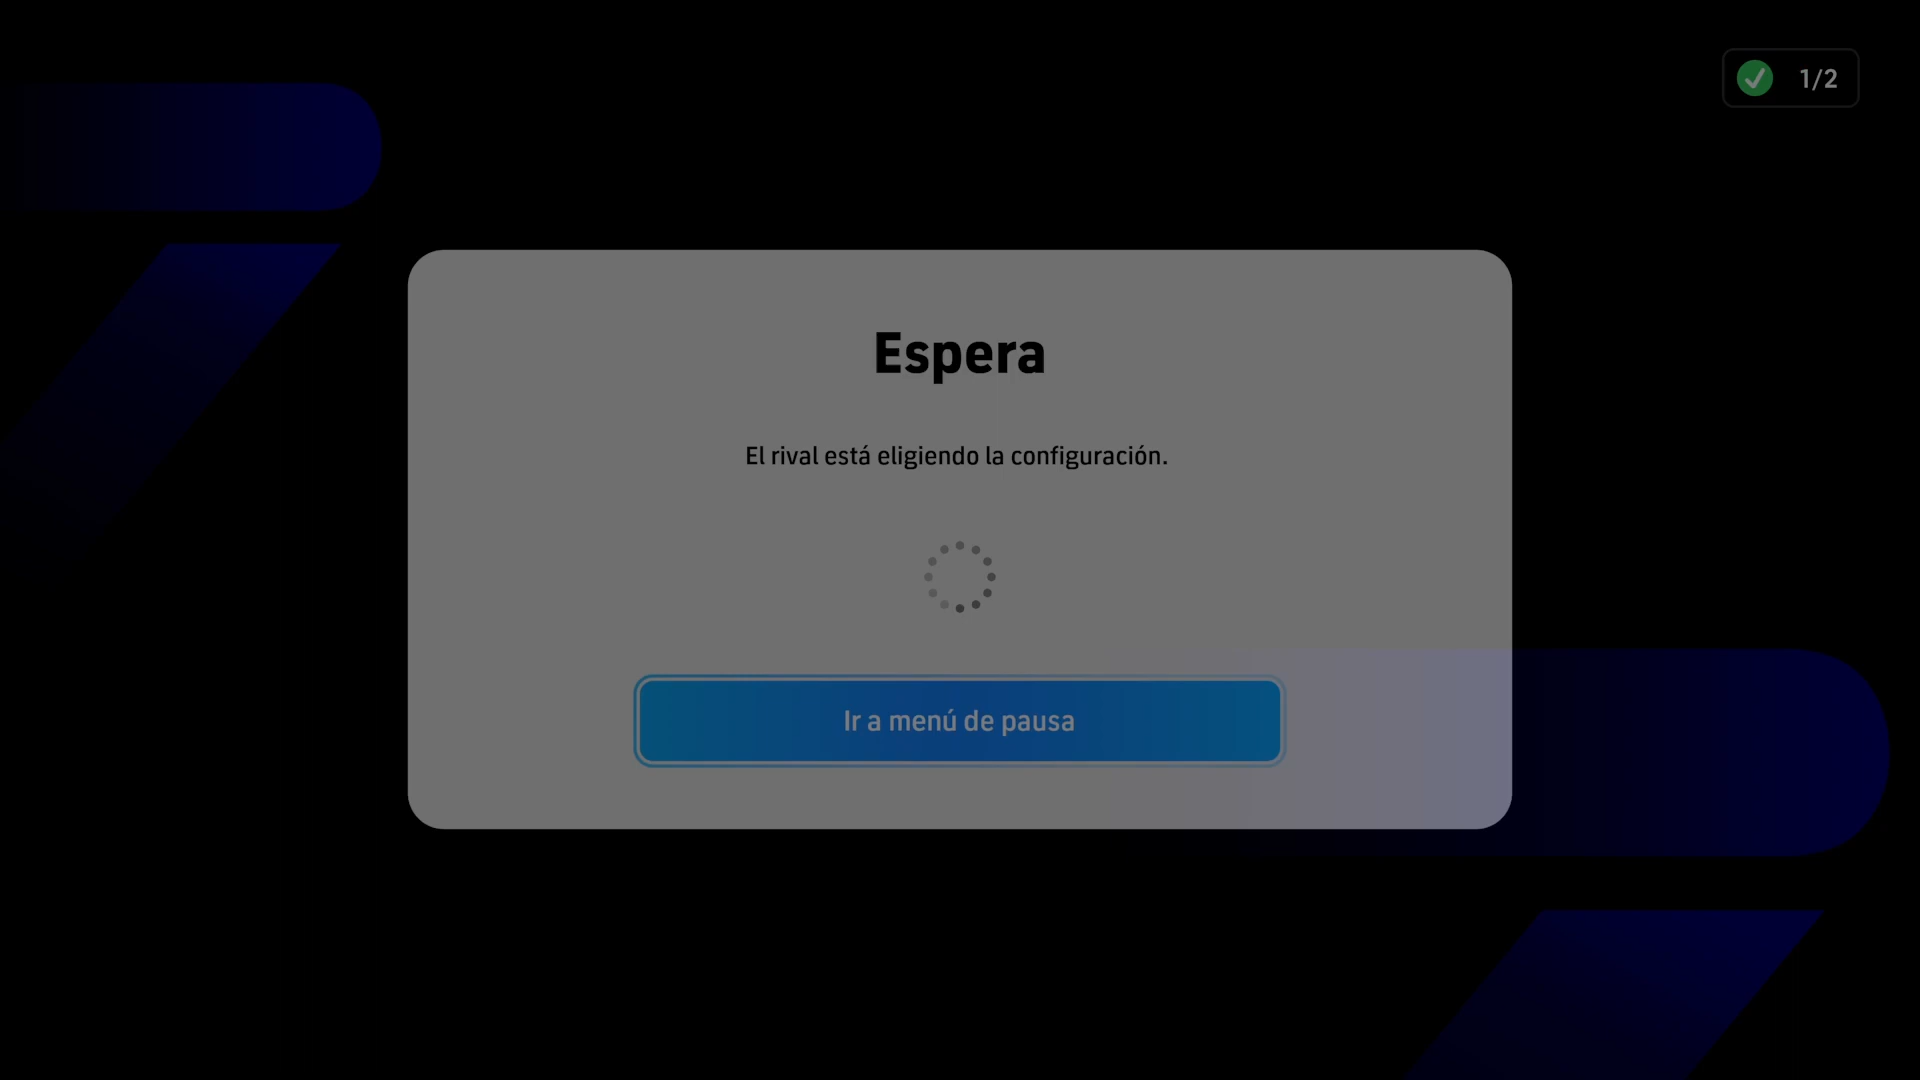 1/2
Espera
El rival está eligiendo la configuración.
Ir a menú de pausa